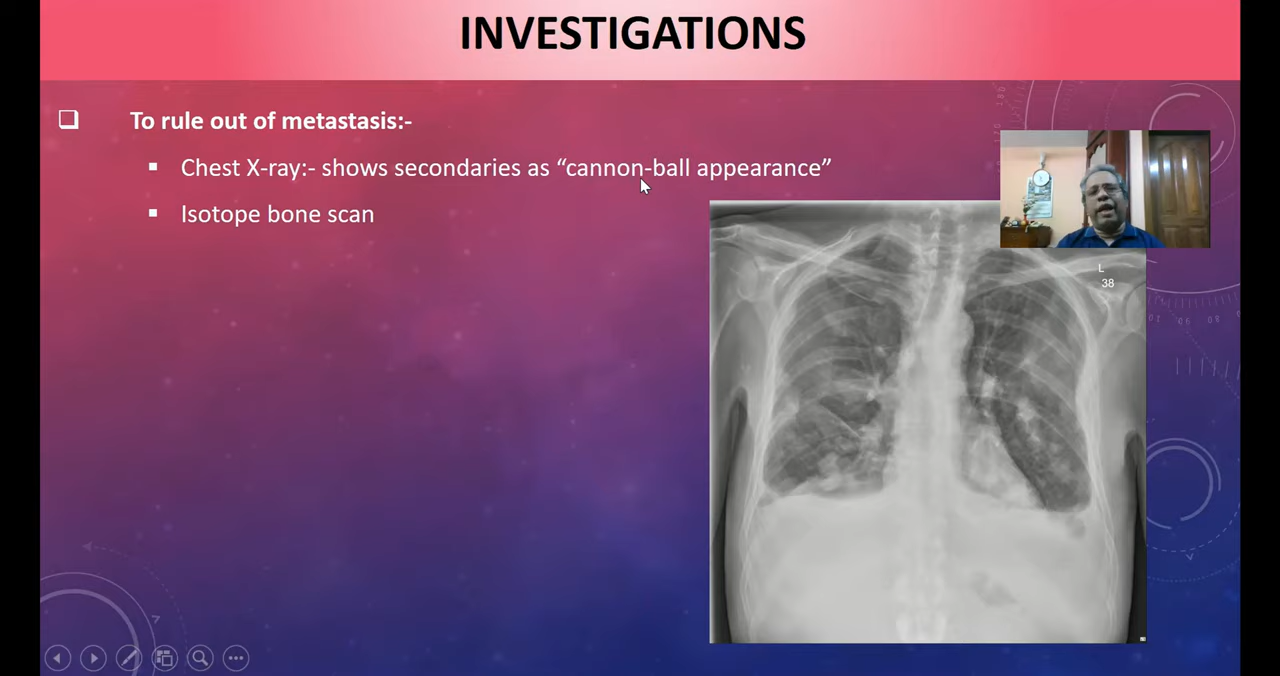 INVESTIGATIONS
To rule out of metastasis:-
Chest X-ray:- shows secondaries as “cannon-ball appearance”
Isotope bone scan
L
38